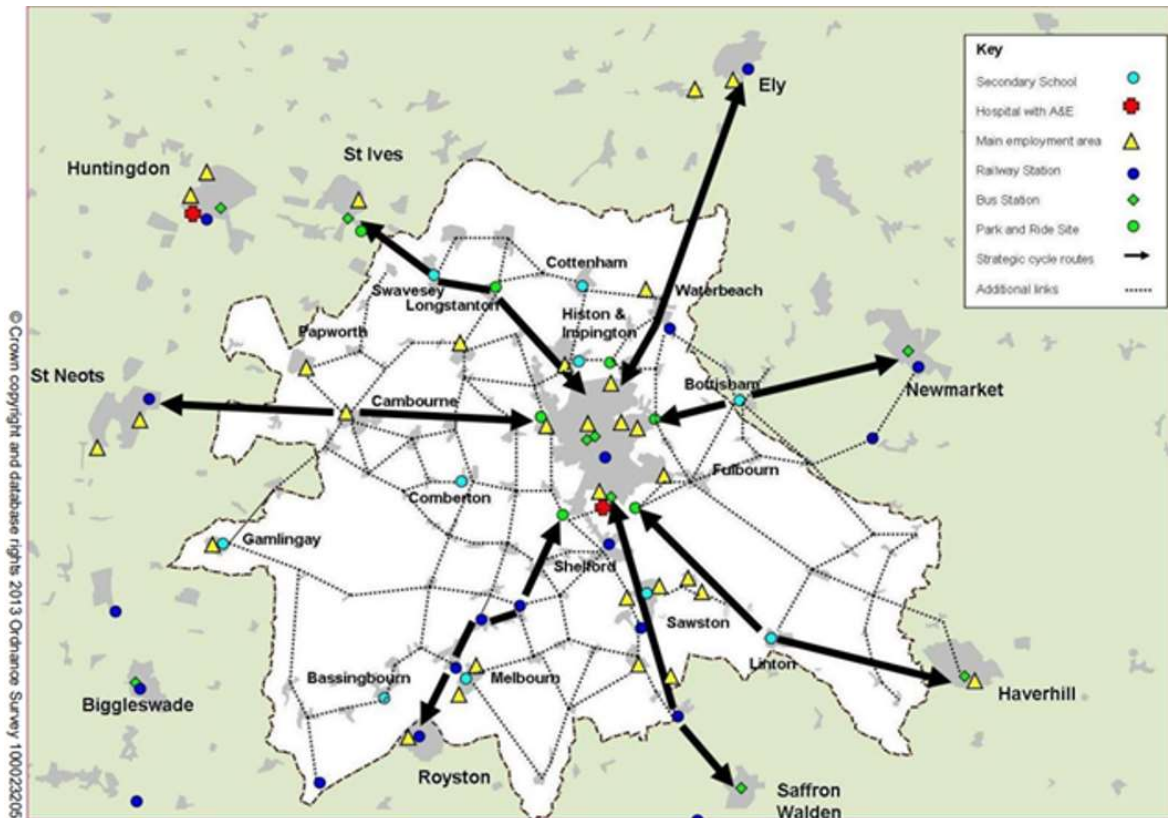 Key
Secondary School
Hospital with A&E
Main employment area
Railway Station
Bus Station
Park and Ride Site
Strategic cycle routes
Additional links
Ely
St Ives
Huntingdon
Cottenham
Swavesey
Longstanton
Waterbeach
Histon &
Impington
Papworth
St Neots
Cambourne
Bottisham
Newmarket
Comberton
Fulbourn
Gamlingay
Shelford
Sawston
Linton
Bassingbourn
Melbourn
Haverhill
Biggleswade
Royston
Saffron
Walden
© Crown copyright and database rights 2013 Ordnance Survey 100023205